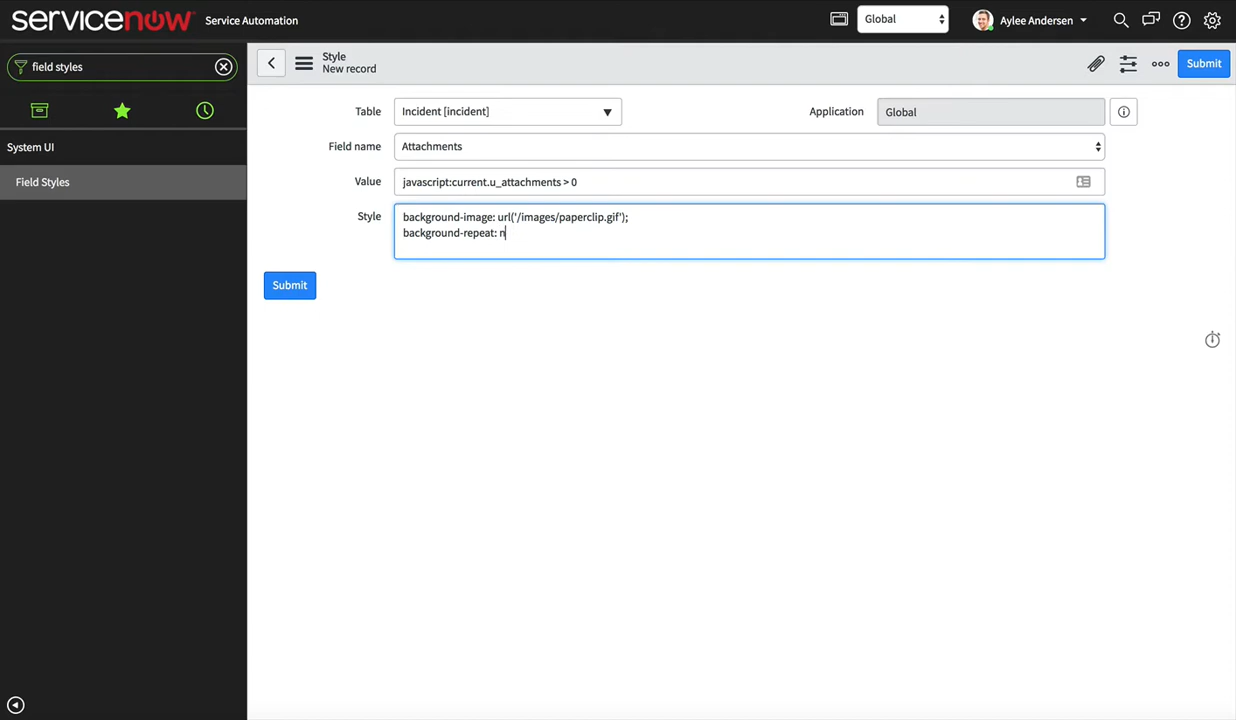 servicenow Service Automation
Global
Aylee Andersen
field styles
System UI
Field Styles
Style
New record
Submit
Table Incident [incident] Application Global
Field name Attachments
Value javascript:current.u_attachments > 0
Style background-image: url('/images/paperclip.gif');
background-repeat: n
Submit